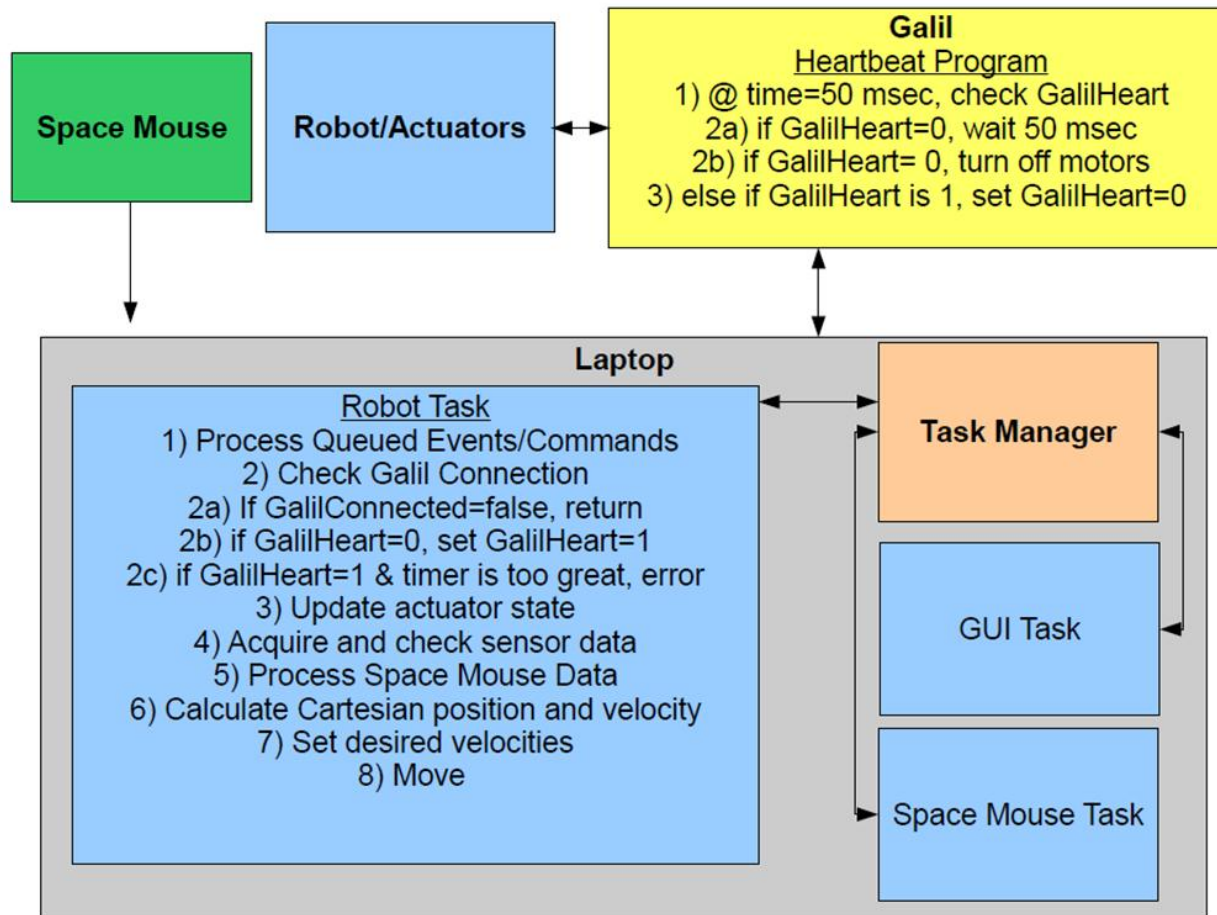 Space Mouse
Robot/Actuators
Galil
Heartbeat Program
1) @ time=50 msec, check GalilHeart
2a) if GalilHeart=0, wait 50 msec
2b) if GalilHeart= 0, turn off motors
3) else if GalilHeart is 1, set GalilHeart=0
Laptop
Robot Task
1) Process Queued Events/Commands
2) Check Galil Connection
2a) If GalilConnected=false, return
2b) if GalilHeart=0, set GalilHeart=1
2c) if GalilHeart=1 & timer is too great, error
3) Update actuator state
4) Acquire and check sensor data
5) Process Space Mouse Data
6) Calculate Cartesian position and velocity
7) Set desired velocities
8) Move
Task Manager
GUI Task
Space Mouse Task